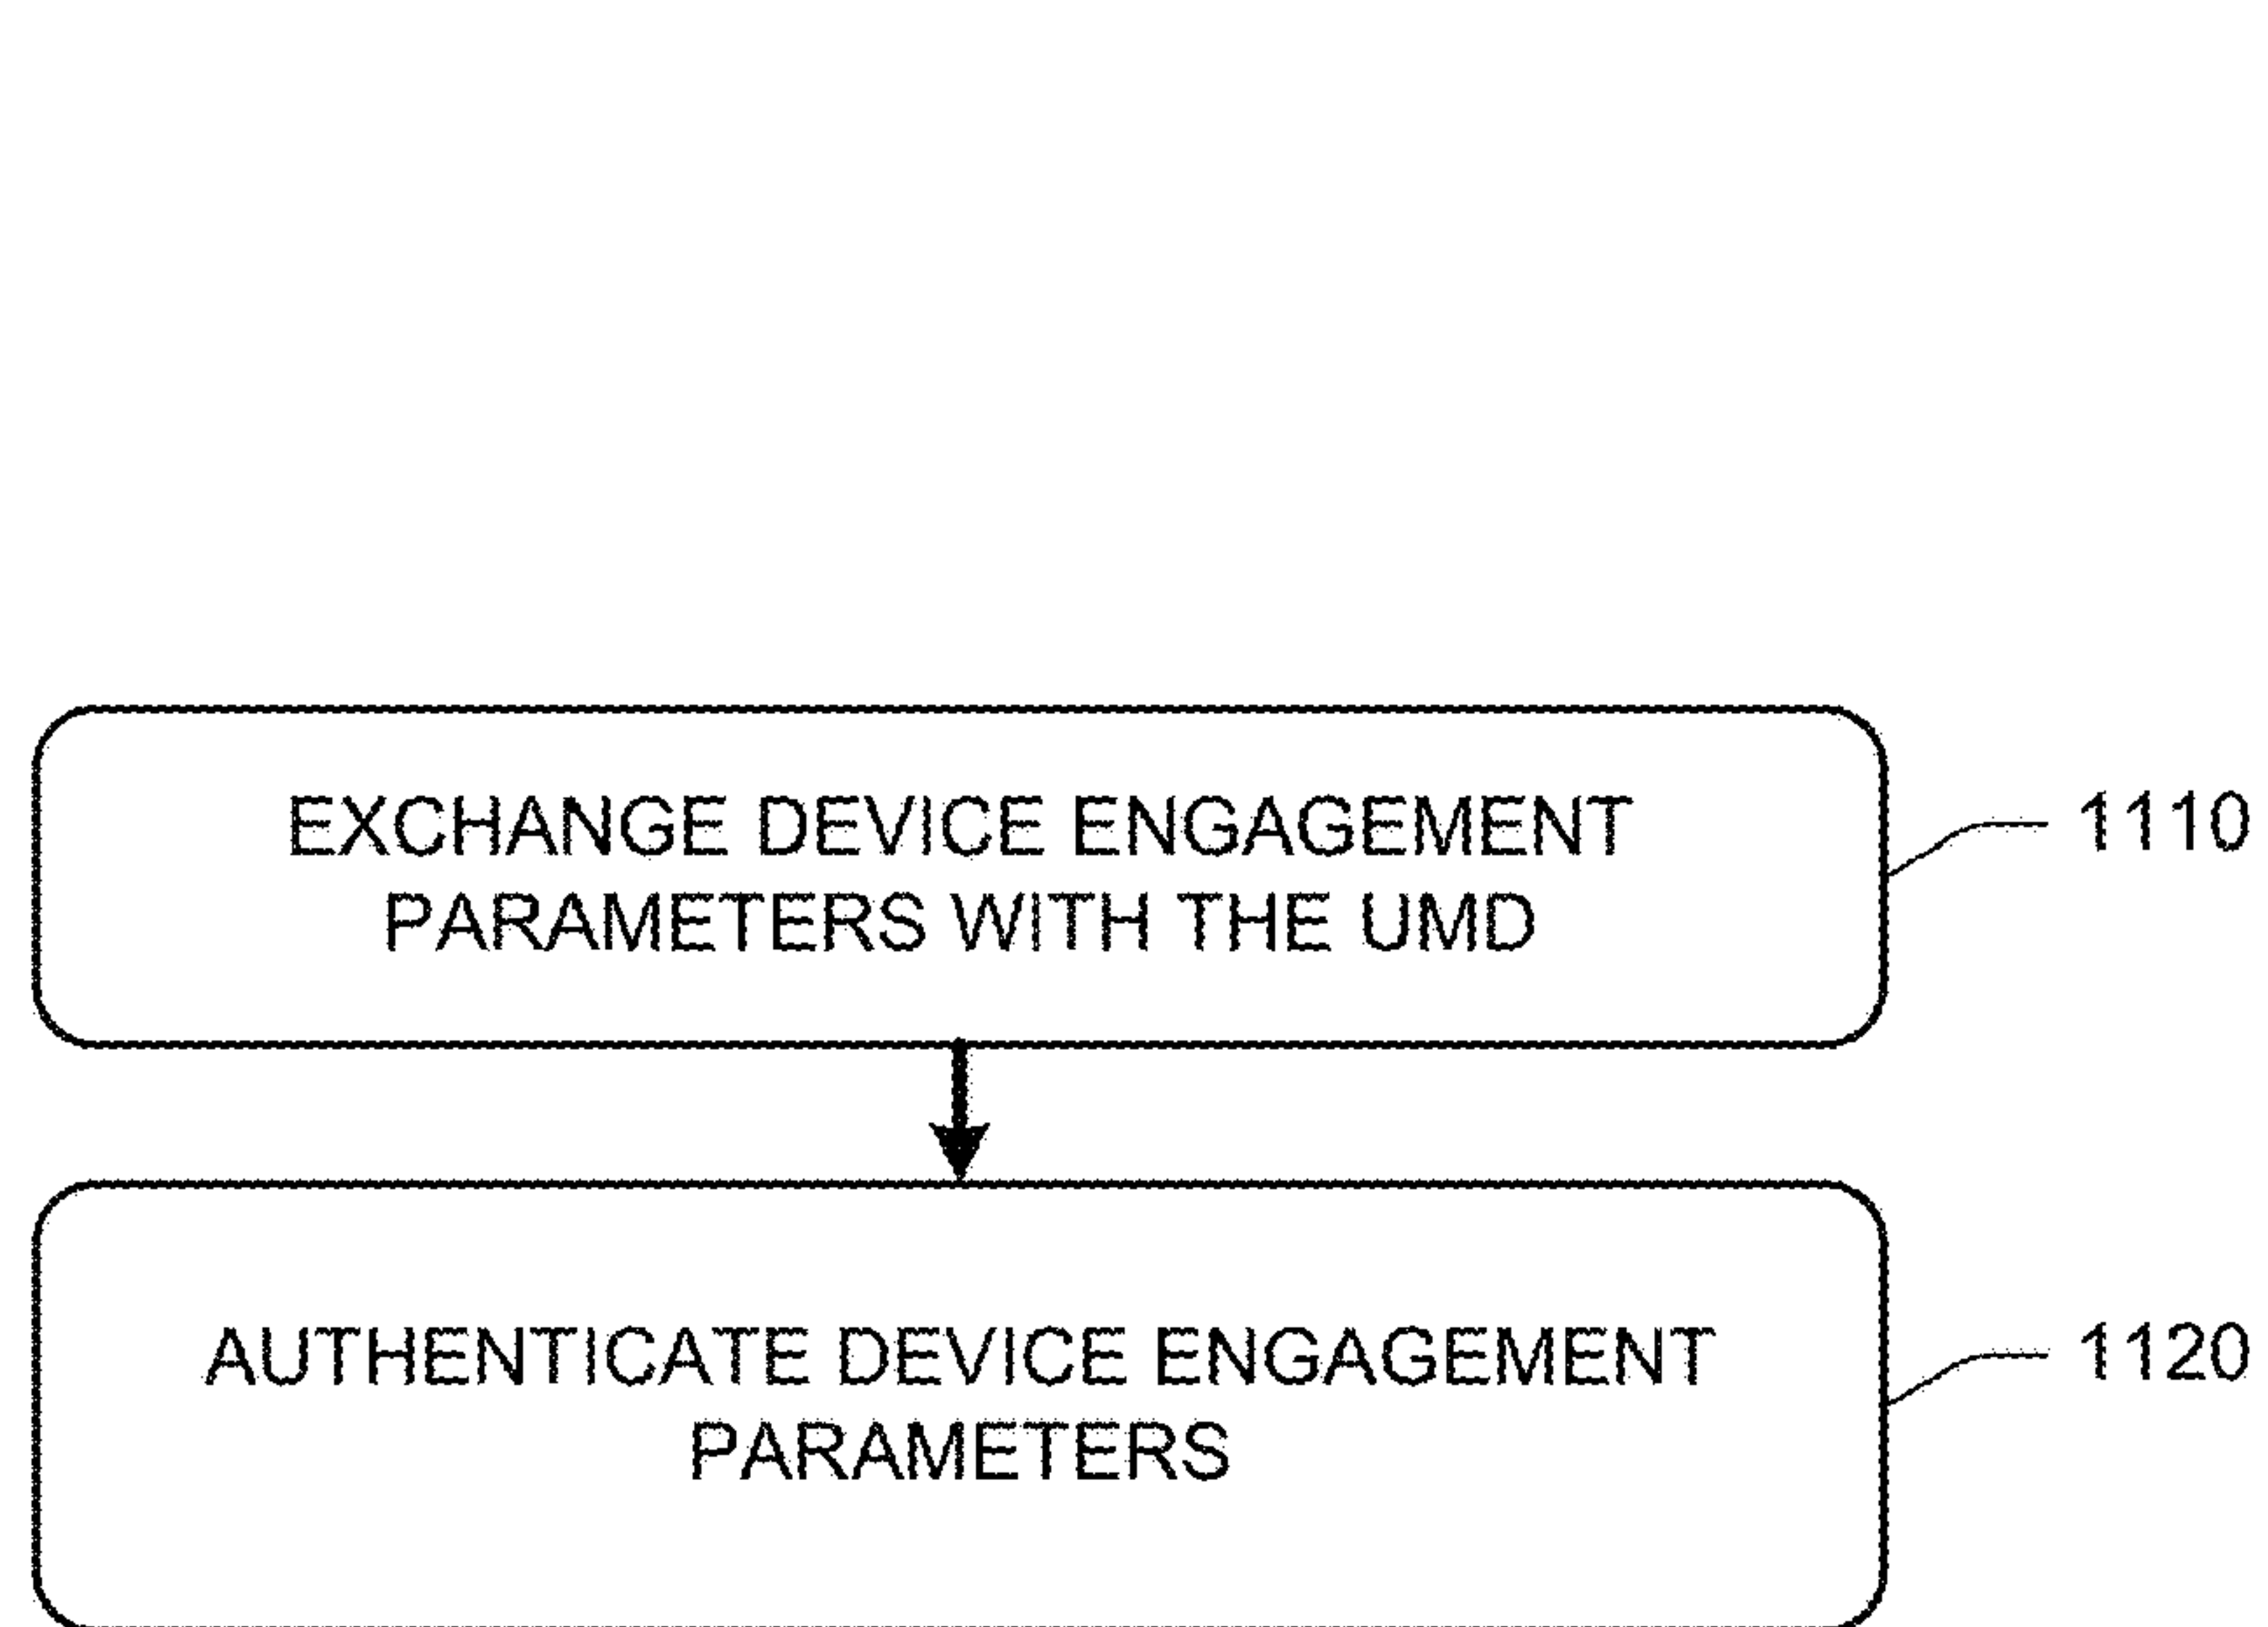 EXCHANGE DEVICE ENGAGEMENT
PARAMETERS WITH THE UMD
1110
AUTHENTICATE DEVICE ENGAGEMENT
PARAMETERS
1120